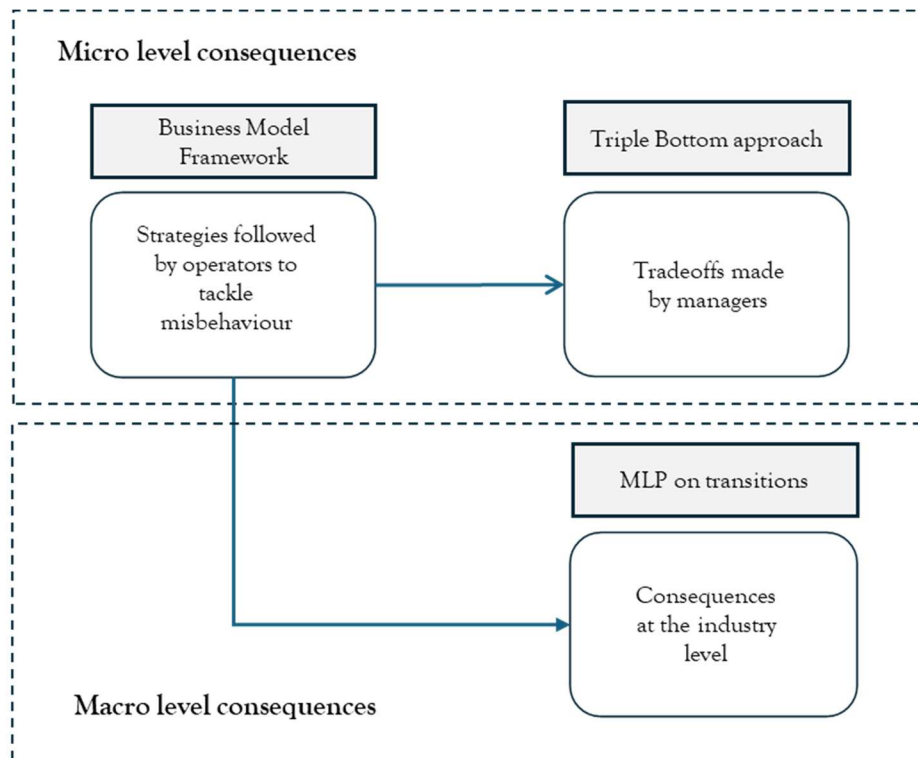 Micro level consequences
Business Model
Framework
Triple Bottom approach
Strategies followed
by operators to
tackle
misbehaviour
Tradeoffs made
by managers
MLP on transitions
Consequences
at the industry
level
Macro level consequences